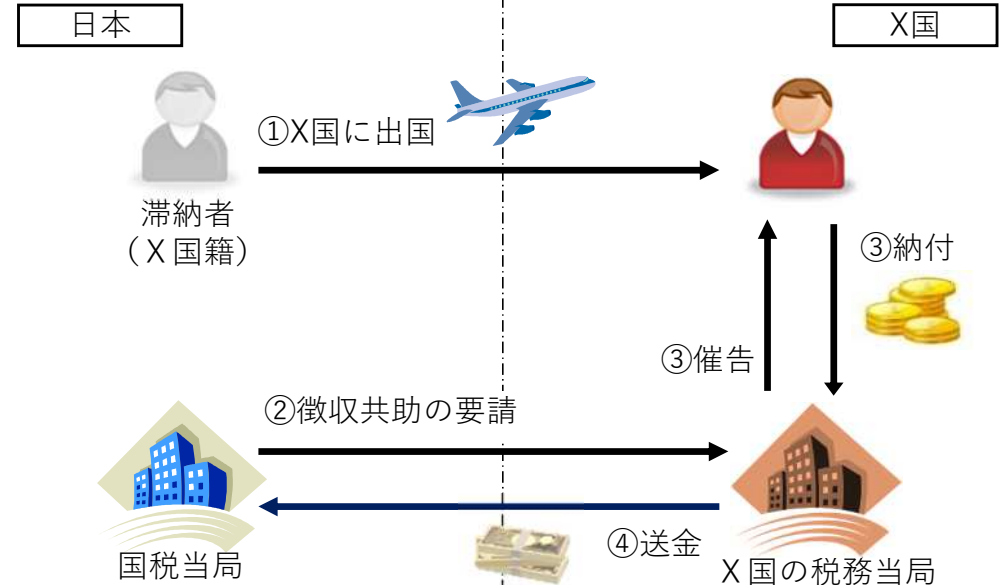 日本
X国
①X国に出国
滞納者
（Ｘ国籍）
③納付
③催告
②徴収共助の要請
④送金
国税当局
Ｘ国の税務当局